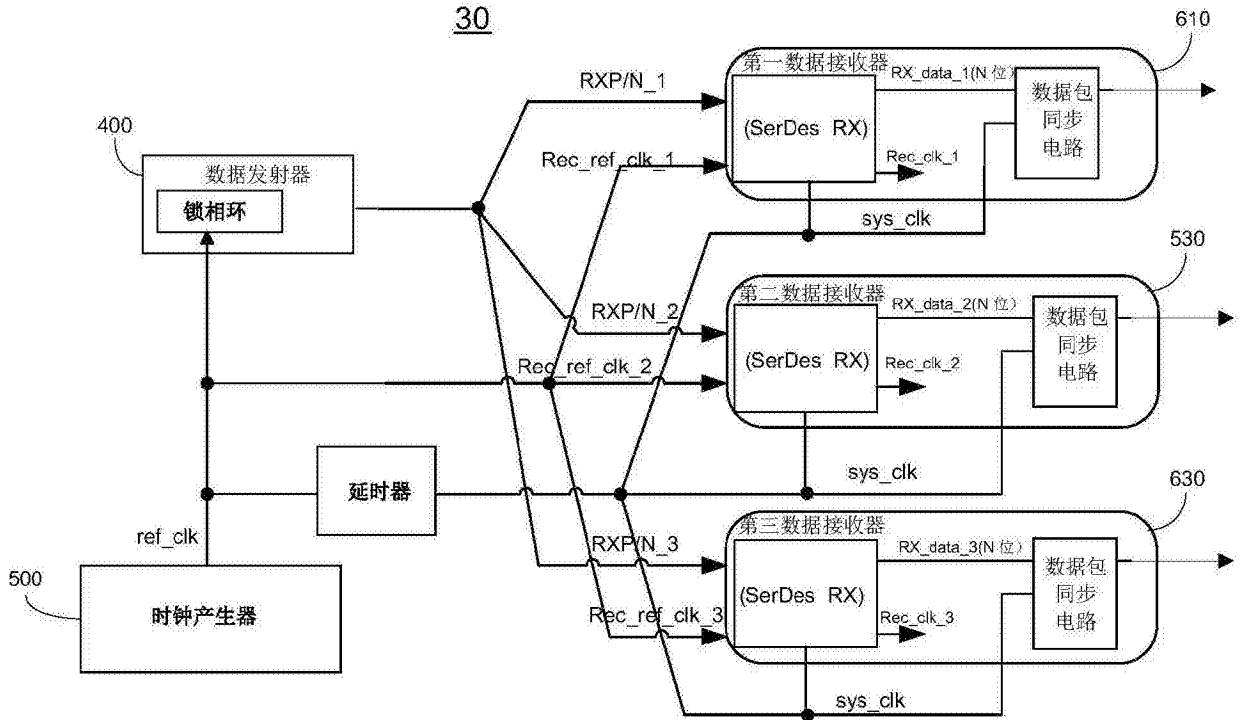 30
610
第一数据接收器
RX_data_1(N 位)
RXP/N_1
数据包
同步
电路
(SerDes RX)
400
数据发射器
锁相环
Rec_ref_clk_1
Rec_clk_1
sys_clk
530
第二数据接收器
RX_data_2(N 位)
RXP/N_2
数据包
同步
电路
(SerDes RX)
Rec_ref_clk_2
Rec_clk_2
sys_clk
延时器
630
第三数据接收器
ref_clk
RXP/N_3
RX_data_3(N 位)
数据包
同步
电路
500
时钟产生器
(SerDes RX)
Rec_ref_clk_3
Rec_clk_3
sys_clk